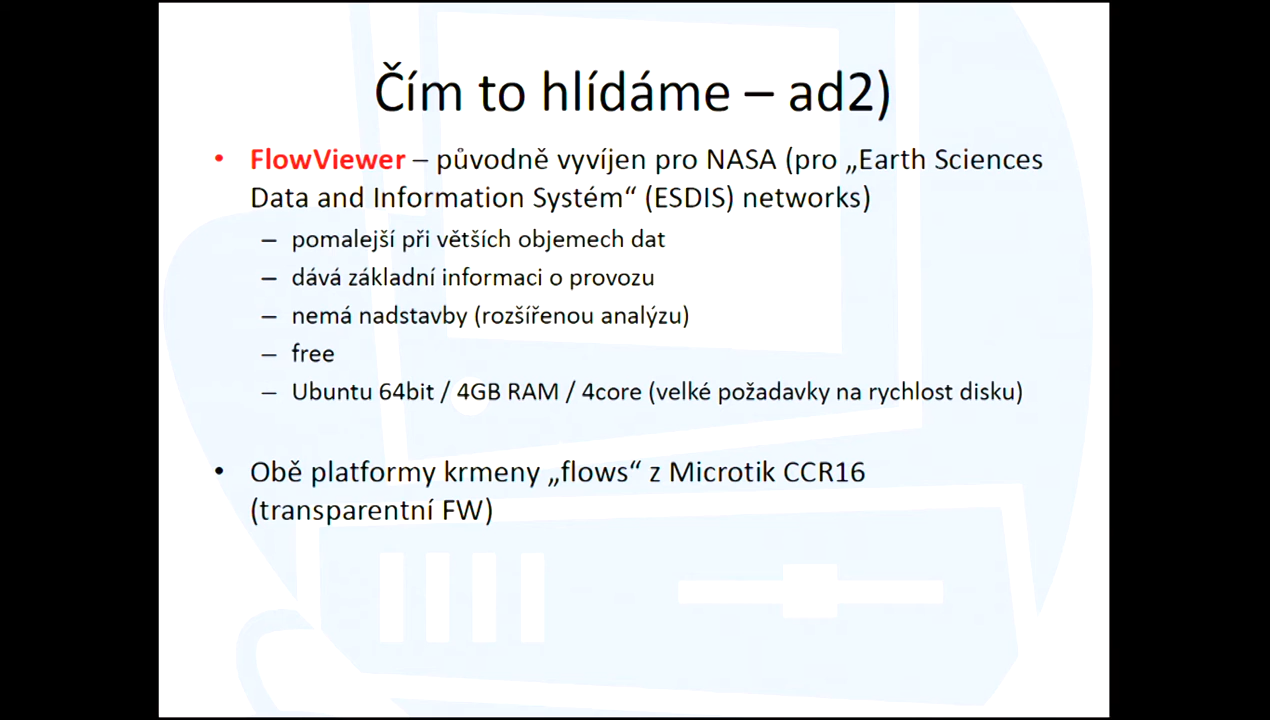 Čím to hlídáme – ad2)
• FlowViewer – původně vyvíjen pro NASA (pro „Earth Sciences
Data and Information Systém“ (ESDIS) networks)
– pomalejší při větších objemech dat
– dává základní informaci o provozu
– nemá nadstavby (rozšířenou analýzu)
– free
– Ubuntu 64bit / 4GB RAM / 4core (velké požadavky na rychlost disku)
• Obě platformy krmeny „flows“ z Microtik CCR16
(transparentní FW)